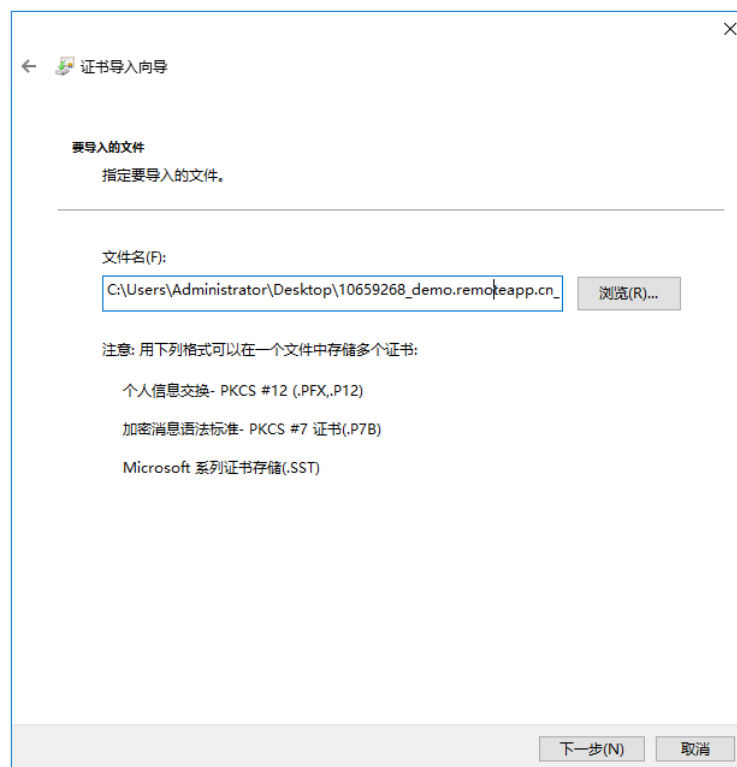 证书导入向导
要导入的文件
指定要导入的文件。
文件名(F):
C:\Users\Administrator\Desktop\10659268_demo.remoteapp.cn_
浏览(R)...
注意: 用下列格式可以在一个文件中存储多个证书:
个人信息交换- PKCS #12 (.PFX,.P12)
加密消息语法标准- PKCS #7 证书(.P7B)
Microsoft 系列证书存储(.SST)
下一步(N)
取消